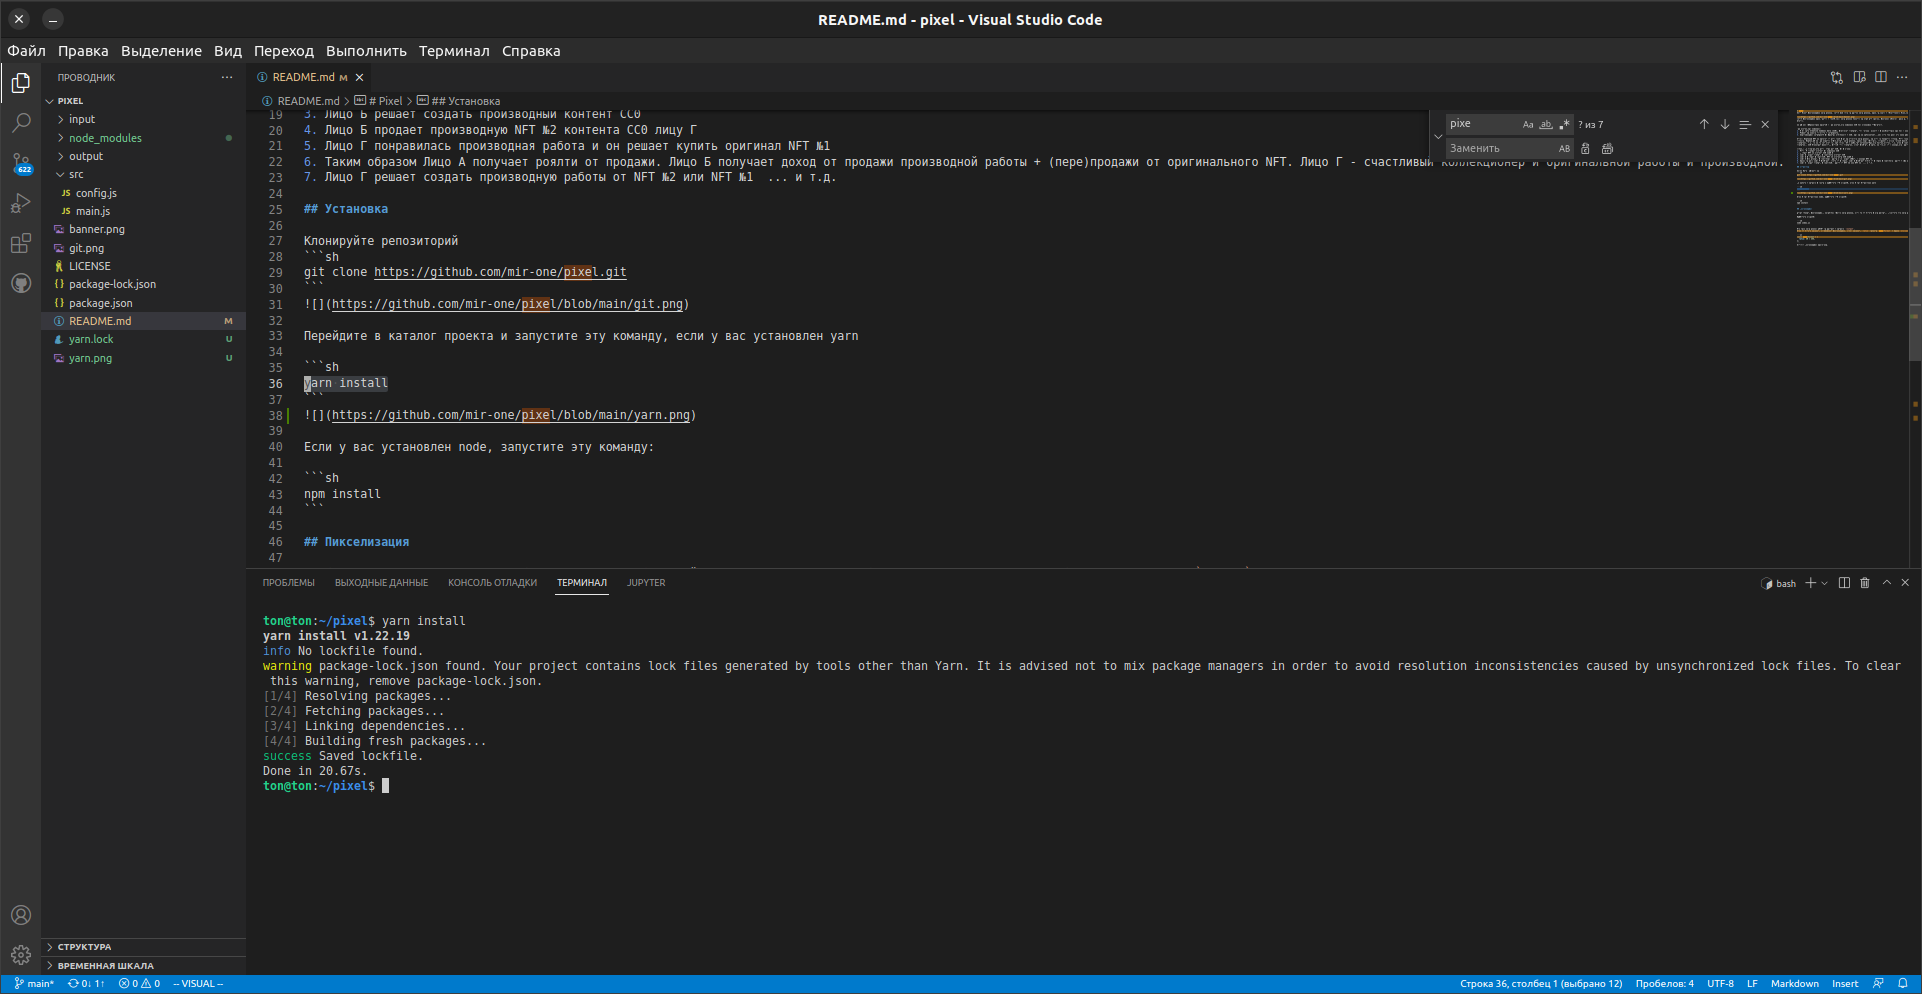 README.md - pixel - Visual Studio Code
Файл Правка Выделение Вид Переход Выполнить Терминал Справка
ПРОВОДНИК
README.md M
PIXEL
input
node_modules
output
src
JS config.js
JS main.js
banner.png
git.png
LICENSE
{} package-lock.json
{} package.json
README.md M
yarn.lock U
yarn.png U
622
СТРУКТУРА
ВРЕМЕННАЯ ШКАЛА
README.md > # Pixel > ## Установка
pixe Aa ab ? из 7
Заменить AB
19 3. Лицо Б решает создать производный контент CC0
20 4. Лицо Б продает производную NFT №2 контента CC0 лицу Г
21 5. Лицо Г понравилась производная работа и он решает купить оригинал NFT №1
22 6. Таким образом Лицо А получает роялти от продажи. Лицо Б получает доход от продажи производной работы + (пере)продажи от оригинального NFT. Лицо Г - счастливый коллекционер и оригинальной работы и производной.
23 7. Лицо Г решает создать производную работы от NFT №2 или NFT №1  ... и т.д.
24
25 ## Установка
26
27 Клонируйте репозиторий
28 ```sh
29 git clone https://github.com/mir-one/pixel.git
30 ```
31 ![](https://github.com/mir-one/pixel/blob/main/git.png)
32
33 Перейдите в каталог проекта и запустите эту команду, если у вас установлен yarn
34
35 ```sh
36 yarn install
37 ```
38 ![](https://github.com/mir-one/pixel/blob/main/yarn.png)
39
40 Если у вас установлен node, запустите эту команду:
41
42 ```sh
43 npm install
44 ```
45
46 ## Пикселизация
47
ПРОБЛЕМЫ ВЫХОДНЫЕ ДАННЫЕ КОНСОЛЬ ОТЛАДКИ ТЕРМИНАЛ JUPYTER
bash
ton@ton:~/pixel$ yarn install
yarn install v1.22.19
info No lockfile found.
warning package-lock.json found. Your project contains lock files generated by tools other than Yarn. It is advised not to mix package managers in order to avoid resolution inconsistencies caused by unsynchronized lock files. To clear
this warning, remove package-lock.json.
[1/4] Resolving packages...
[2/4] Fetching packages...
[3/4] Linking dependencies...
[4/4] Building fresh packages...
success Saved lockfile.
Done in 20.67s.
ton@ton:~/pixel$
main* 0↓ 1↑ 0 0 -- VISUAL --
Строка 36, столбец 1 (выбрано 12) Пробелов: 4 UTF-8 LF Markdown Insert